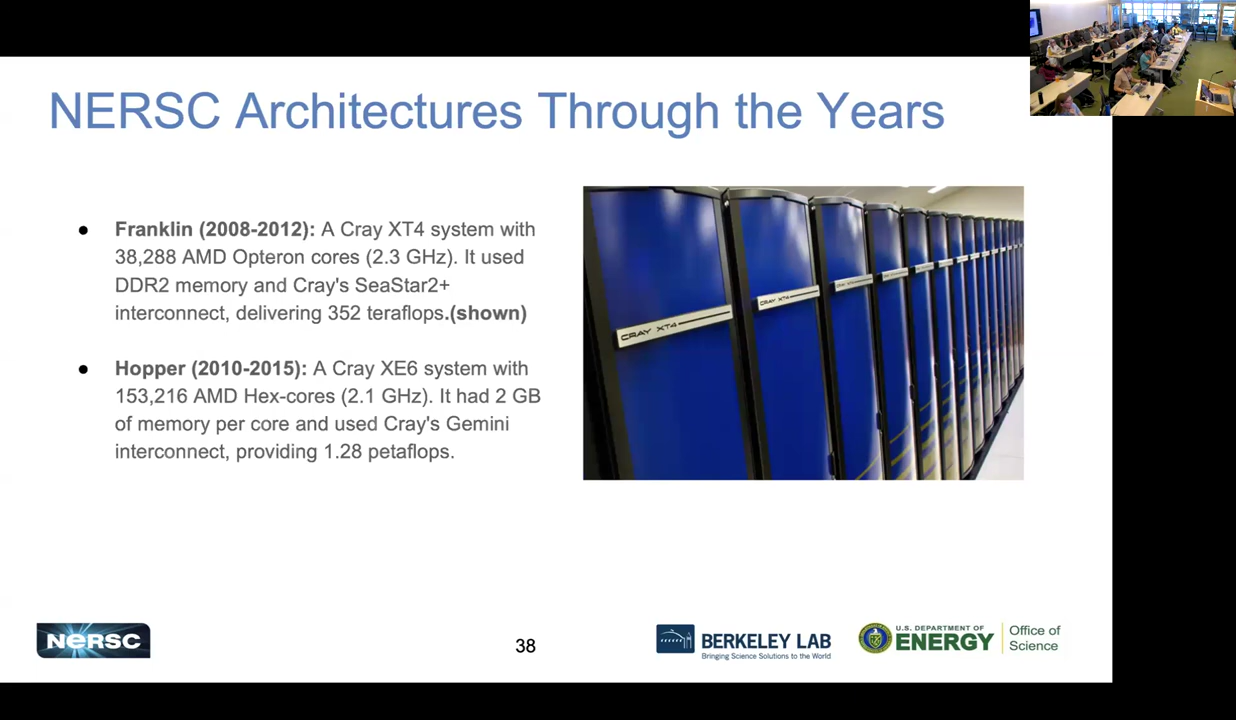 NERSC Architectures Through the Years
● Franklin (2008-2012): A Cray XT4 system with
38,288 AMD Opteron cores (2.3 GHz). It used
DDR2 memory and Cray's SeaStar2+
interconnect, delivering 352 teraflops.(shown)
● Hopper (2010-2015): A Cray XE6 system with
153,216 AMD Hex-cores (2.1 GHz). It had 2 GB
of memory per core and used Cray's Gemini
interconnect, providing 1.28 petaflops.
CRAY XT4
CRAY XT4
NERSC
38
BERKELEY LAB
Bringing Science Solutions to the World
U.S. DEPARTMENT OF
ENERGY
Office of
Science